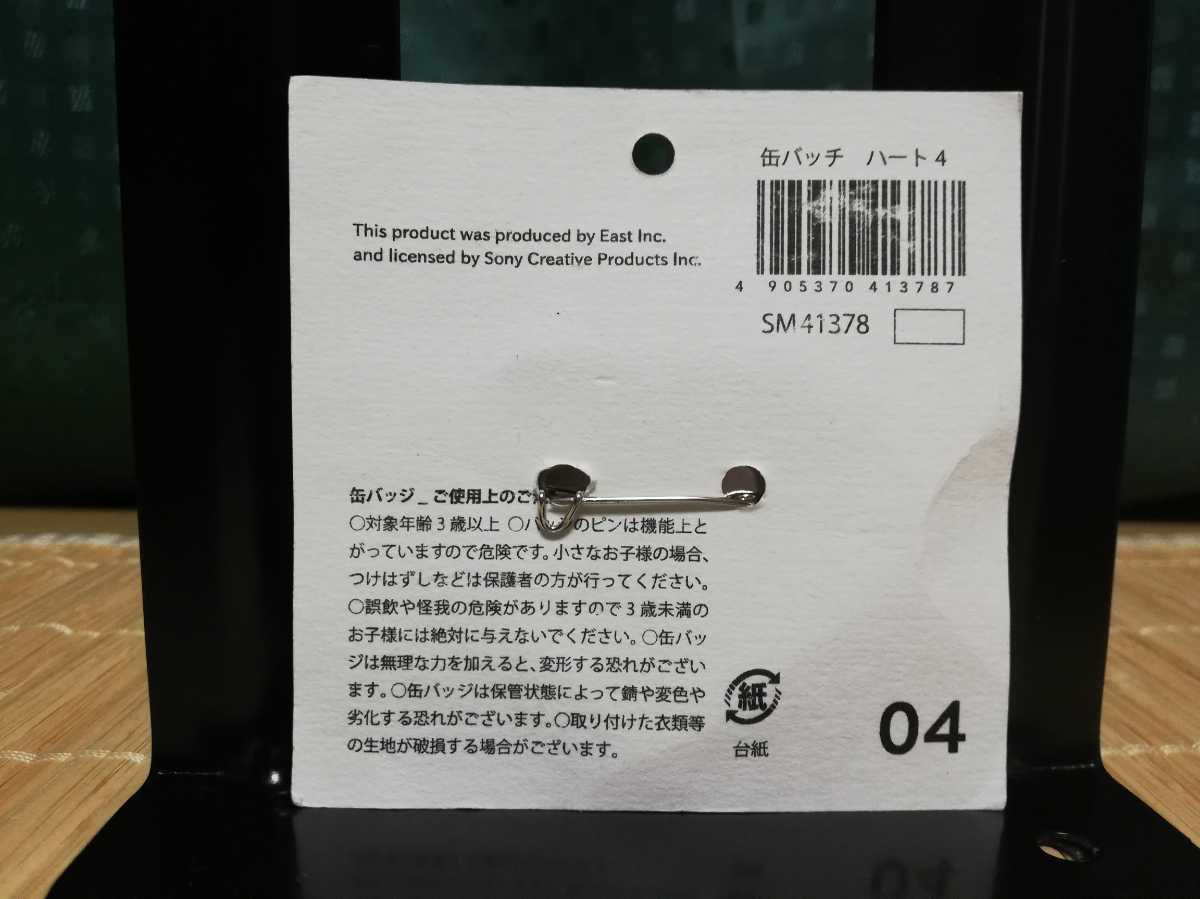 缶バッチ ハート4
This product was produced by East Inc.
and licensed by Sony Creative Products Inc.
4 905370 413787
SM41378
缶バッジ_ご使用上のご
○対象年齢3歳以上 ○バッジのピンは機能上と
がっていますので危険です。小さなお子様の場合、
つけはずしなどは保護者の方が行ってください。
○誤飲や怪我の危険がありますので3歳未満の
お子様には絶対に与えないでください。○缶バッ
ジは無理な力を加えると、変形する恐れがござい
ます。○缶バッジは保管状態によって錆や変色や
劣化する恐れがございます。○取り付けた衣類等
の生地が破損する場合がございます。
紙
台紙
04